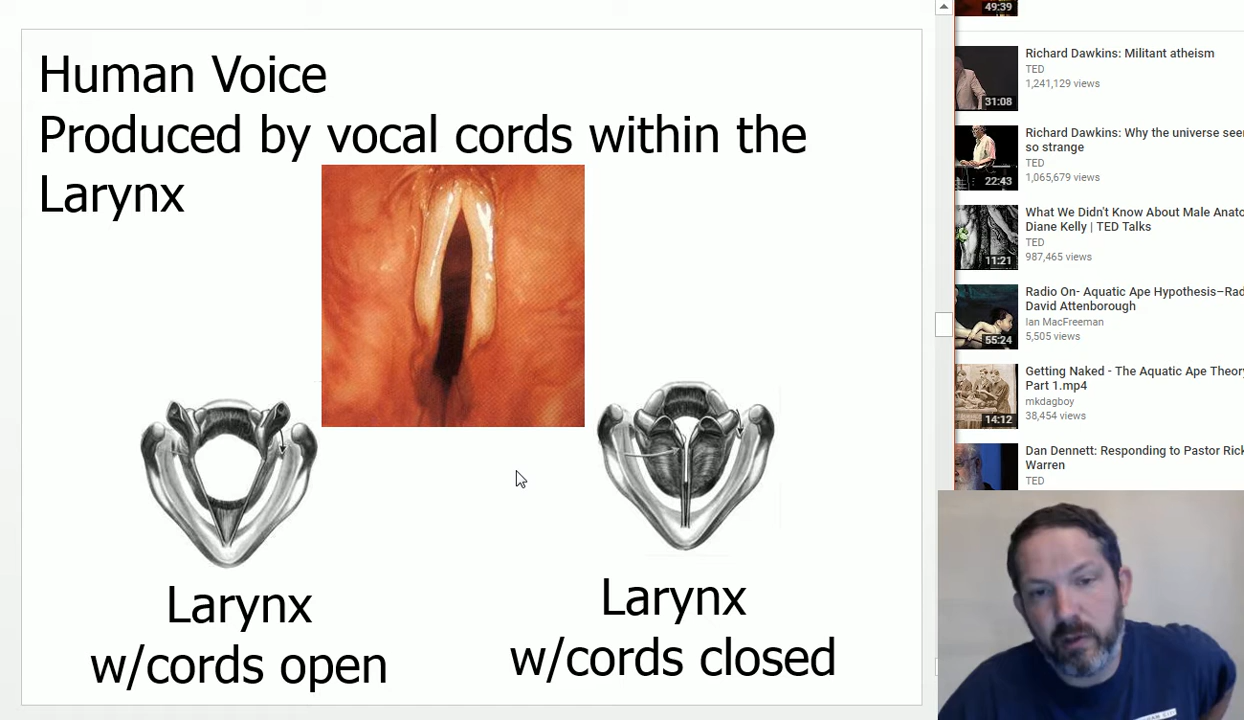 Human Voice
Produced by vocal cords within the
Larynx
Larynx
w/cords open
Larynx
w/cords closed
49:39
Richard Dawkins: Militant atheism
TED
1,241,129 views
31:08
Richard Dawkins: Why the universe see
so strange
TED
1,065,679 views
22:43
What We Didn't Know About Male Anato
Diane Kelly | TED Talks
TED
987,465 views
11:21
Radio On- Aquatic Ape Hypothesis–Rad
David Attenborough
Ian MacFreeman
5,505 views
55:24
Getting Naked - The Aquatic Ape Theory
Part 1.mp4
mkdagboy
38,454 views
14:12
Dan Dennett: Responding to Pastor Rick
Warren
TED